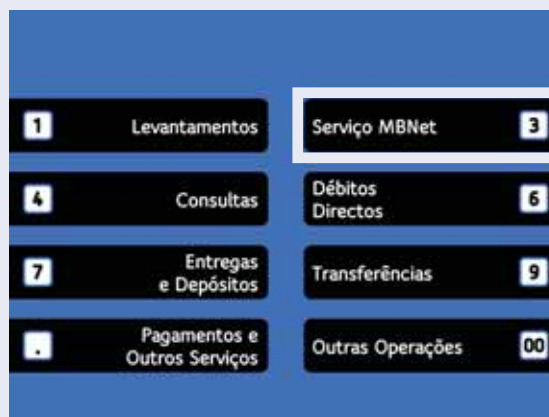 1 Levantamentos
Serviço MBNet 3
4 Consultas
Débitos
Directos 6
7 Entregas
e Depósitos
Transferências 9
. Pagamentos e
Outros Serviços
Outras Operações 00